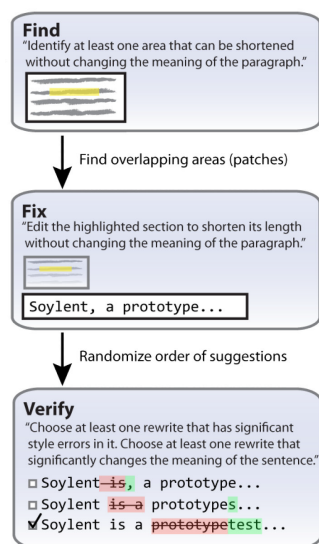 Find
“Identify at least one area that can be shortened
without changing the meaning of the paragraph.”
Find overlapping areas (patches)
Fix
“Edit the highlighted section to shorten its length
without changing the meaning of the paragraph.”
Soylent, a prototype...
Randomize order of suggestions
Verify
“Choose at least one rewrite that has significant
style errors in it. Choose at least one rewrite that
significantly changes the meaning of the sentence.”
Soylent is, a prototype...
Soylent is a prototypes...
Soylent is a prototypetest...